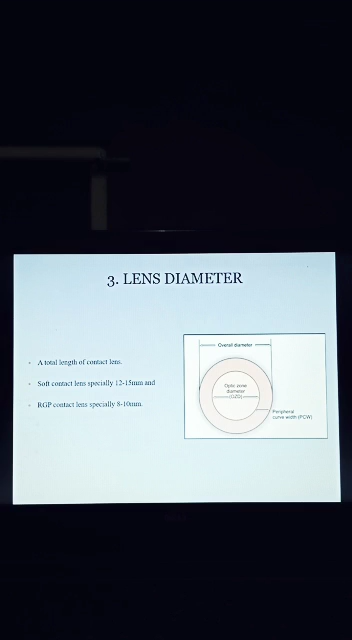 3. LENS DIAMETER
A total length of contact lens.
Soft contact lens specially 12-15mm and
RGP contact lens specially 8-10mm.
Overall diameter
Optic zone
diameter
(OZD)
Peripheral
curve width (PCW)